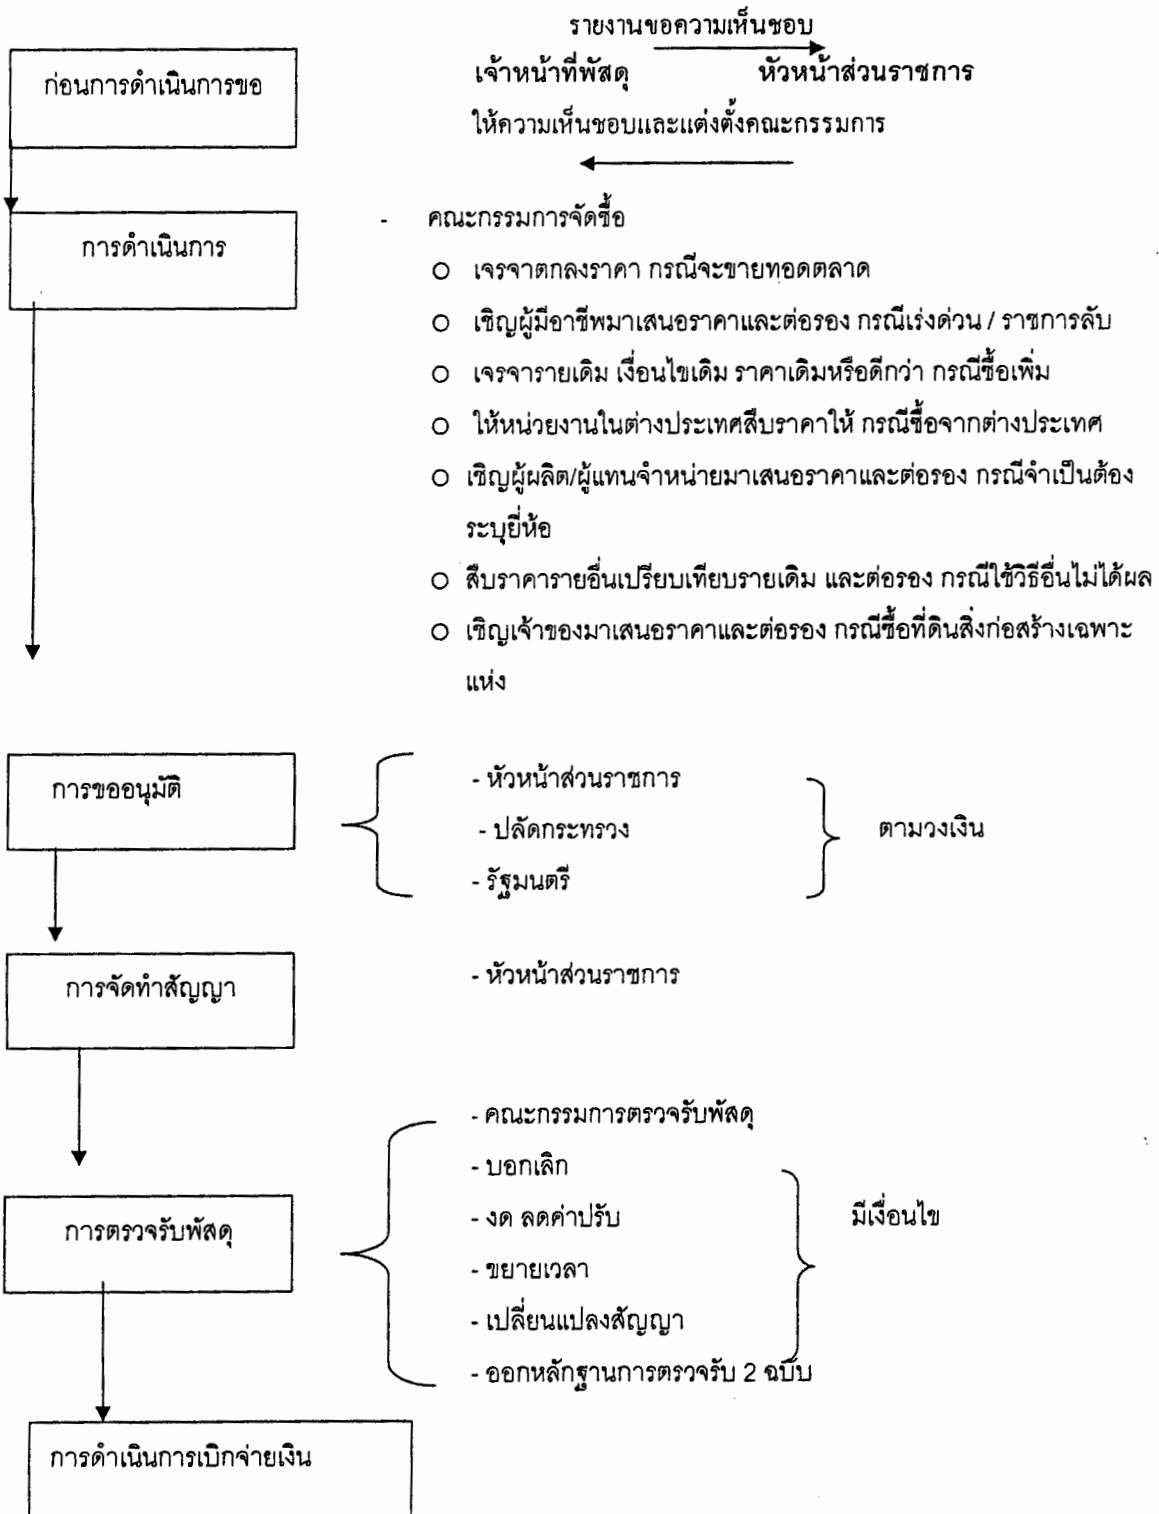 รายงานขอความเห็นชอบ
ก่อนการดำเนินการขอ
เจ้าหน้าที่พัสดุ หัวหน้าส่วนราชการ
ให้ความเห็นชอบและแต่งตั้งคณะกรรมการ
การดำเนินการ
- คณะกรรมการจัดซื้อ
○ เจรจาตกลงราคา กรณีจะขายทอดตลาด
○ เชิญผู้มีอาชีพมาเสนอราคาและต่อรอง กรณีเร่งด่วน / ราชการลับ
○ เจรจารายเดิม เงื่อนไขเดิม ราคาเดิมหรือดีกว่า กรณีซื้อเพิ่ม
○ ให้หน่วยงานในต่างประเทศสืบราคาให้ กรณีซื้อจากต่างประเทศ
○ เชิญผู้ผลิต/ผู้แทนจำหน่ายมาเสนอราคาและต่อรอง กรณีจำเป็นต้อง
ระบุยี่ห้อ
○ สืบราคารายอื่นเปรียบเทียบรายเดิม และต่อรอง กรณีใช้วิธีอื่นไม่ได้ผล
○ เชิญเจ้าของมาเสนอราคาและต่อรอง กรณีซื้อที่ดินสิ่งก่อสร้างเฉพาะ
แห่ง
การขออนุมัติ
- หัวหน้าส่วนราชการ
- ปลัดกระทรวง
- รัฐมนตรี
ตามวงเงิน
การจัดทำสัญญา
- หัวหน้าส่วนราชการ
การตรวจรับพัสดุ
- คณะกรรมการตรวจรับพัสดุ
- บอกเลิก
- งด ลดค่าปรับ
- ขยายเวลา
- เปลี่ยนแปลงสัญญา
- ออกหลักฐานการตรวจรับ 2 ฉบับ
มีเงื่อนไข
การดำเนินการเบิกจ่ายเงิน